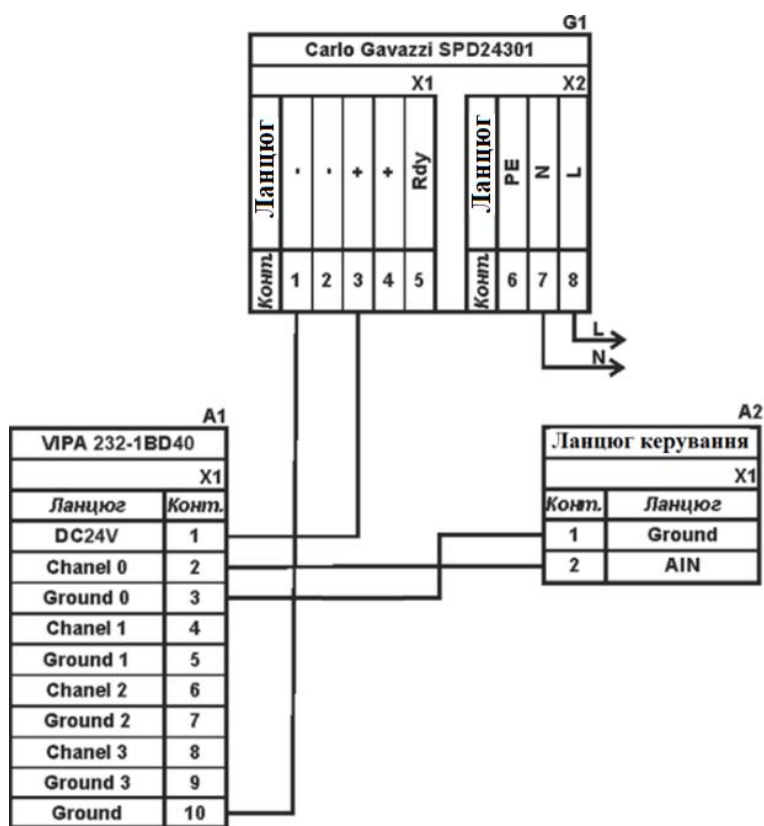 G1
Carlo Gavazzi SPD24301
X1 X2
Ланцюг - - + + Rdy
Ланцюг PE N L
Конт. 1 2 3 4 5
Конт. 6 7 8
L
N
A1
VIPA 232-1BD40
X1
Ланцюг Конт.
DC24V 1
Chanel 0 2
Ground 0 3
Chanel 1 4
Ground 1 5
Chanel 2 6
Ground 2 7
Chanel 3 8
Ground 3 9
Ground 10
A2
Ланцюг керування
X1
Конт. Ланцюг
1 Ground
2 AIN